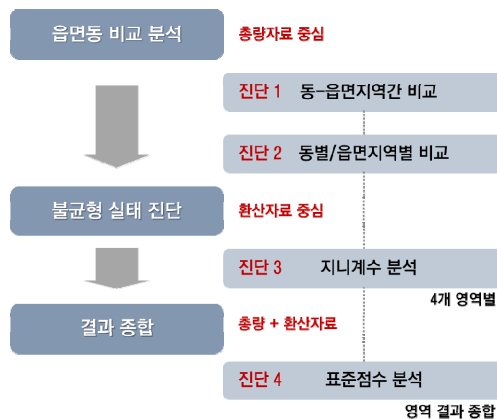 읍면동 비교 분석
총량자료 중심
진단 1 동-읍면지역간 비교
진단 2 동별/읍면지역별 비교
불균형 실태 진단
환산자료 중심
진단 3 지니계수 분석
4개 영역별
결과 종합
총량 + 환산자료
진단 4 표준점수 분석
영역 결과 종합